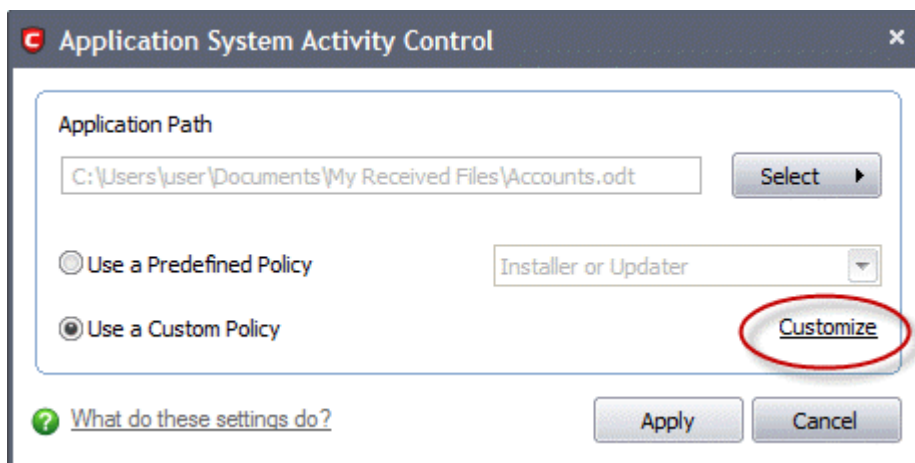 Application System Activity Control
Application Path
C:\Users\user\Documents\My Received Files\Accounts.odt
Select
Use a Predefined Policy
Installer or Updater
Use a Custom Policy
Customize
What do these settings do?
Apply
Cancel